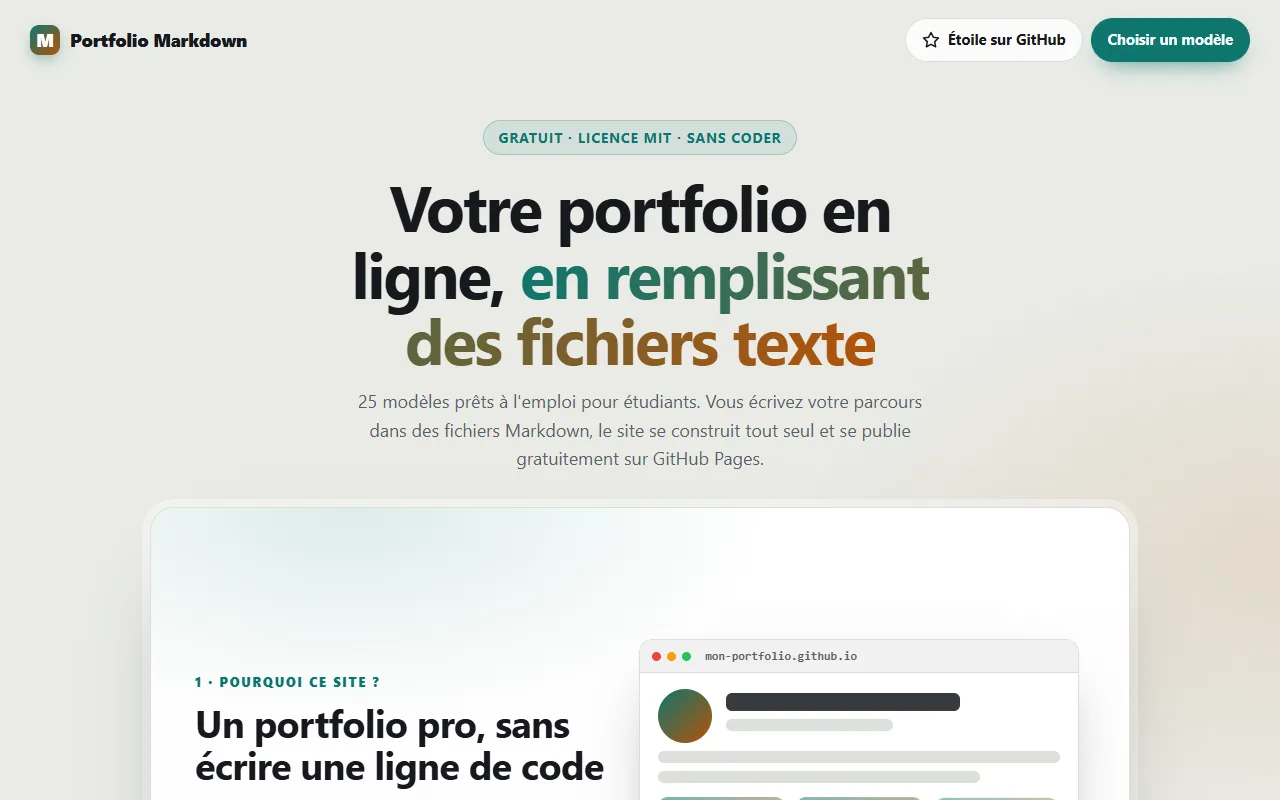 M Portfolio Markdown
Étoile sur GitHub
Choisir un modèle
GRATUIT · LICENCE MIT · SANS CODER
Votre portfolio en
ligne, en remplissant
des fichiers texte
25 modèles prêts à l'emploi pour étudiants. Vous écrivez votre parcours
dans des fichiers Markdown, le site se construit tout seul et se publie
gratuitement sur GitHub Pages.
1 · POURQUOI CE SITE ?
Un portfolio pro, sans
écrire une ligne de code
mon-portfolio.github.io